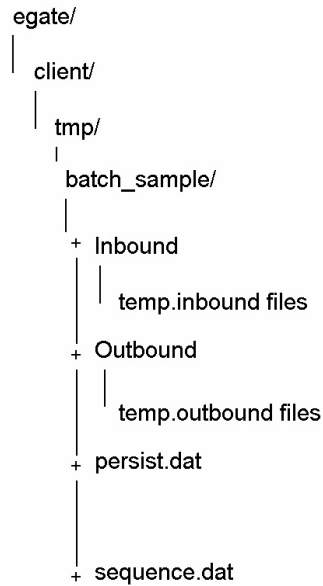 egate/
client/
tmp/
batch_sample/
+ Inbound
temp.inbound files
+ Outbound
temp.outbound files
+ persist.dat
+ sequence.dat